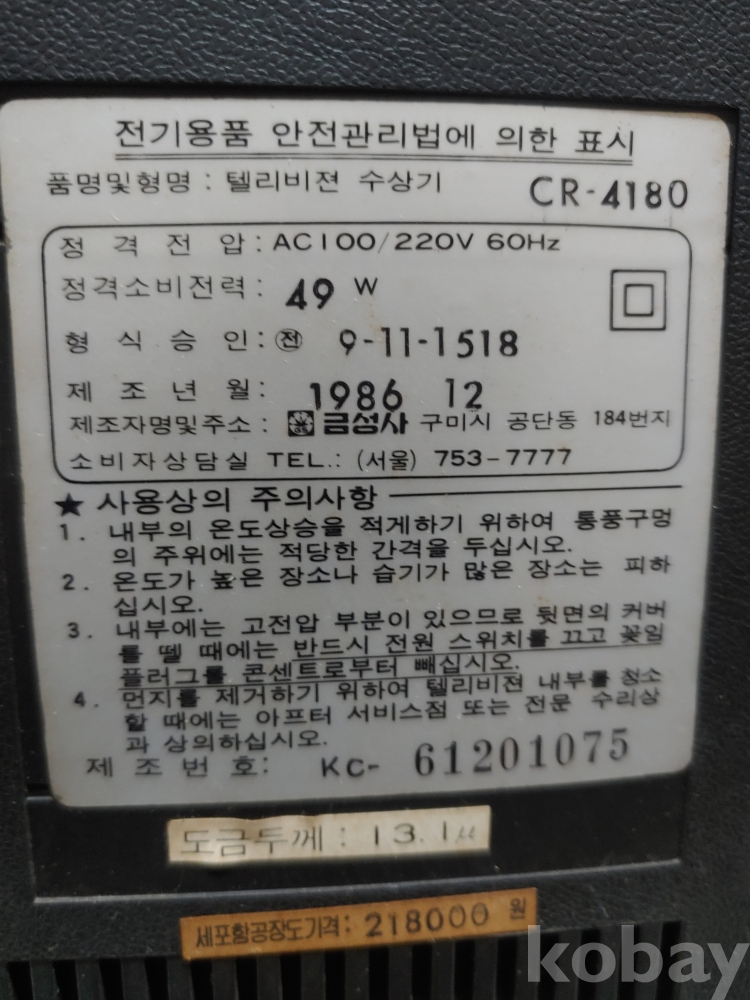 전기용품 안전관리법에 의한 표시
품명및형명 : 텔리비젼 수상기 CR-4180
정격전압 : AC100/220V 60Hz
정격소비전력 : 49 W
형식승인 : 전 9-11-1518
제조년월 : 1986 12
제조자명및주소 : 금성사 구미시 공단동 184번지
소비자상담실 TEL.: (서울) 753-7777
★ 사용상의 주의사항
1. 내부의 온도상승을 적게하기 위하여 통풍구멍
의 주위에는 적당한 간격을 두십시오.
2. 온도가 높은 장소나 습기가 많은 장소는 피하
십시오.
3. 내부에는 고전압 부분이 있으므로 뒷면의 커버
를 뗄 때에는 반드시 전원 스위치를 끄고 꽂일
플러그를 콘센트로부터 빼십시오.
4. 먼지를 제거하기 위하여 텔리비젼 내부를 청소
할 때에는 아프터 서비스점 또는 전문 수리상
과 상의하십시오.
제조번호: KC- 61201075
도금두께 : 13.1μ
세포함공장도가격: 218000 원
kobay